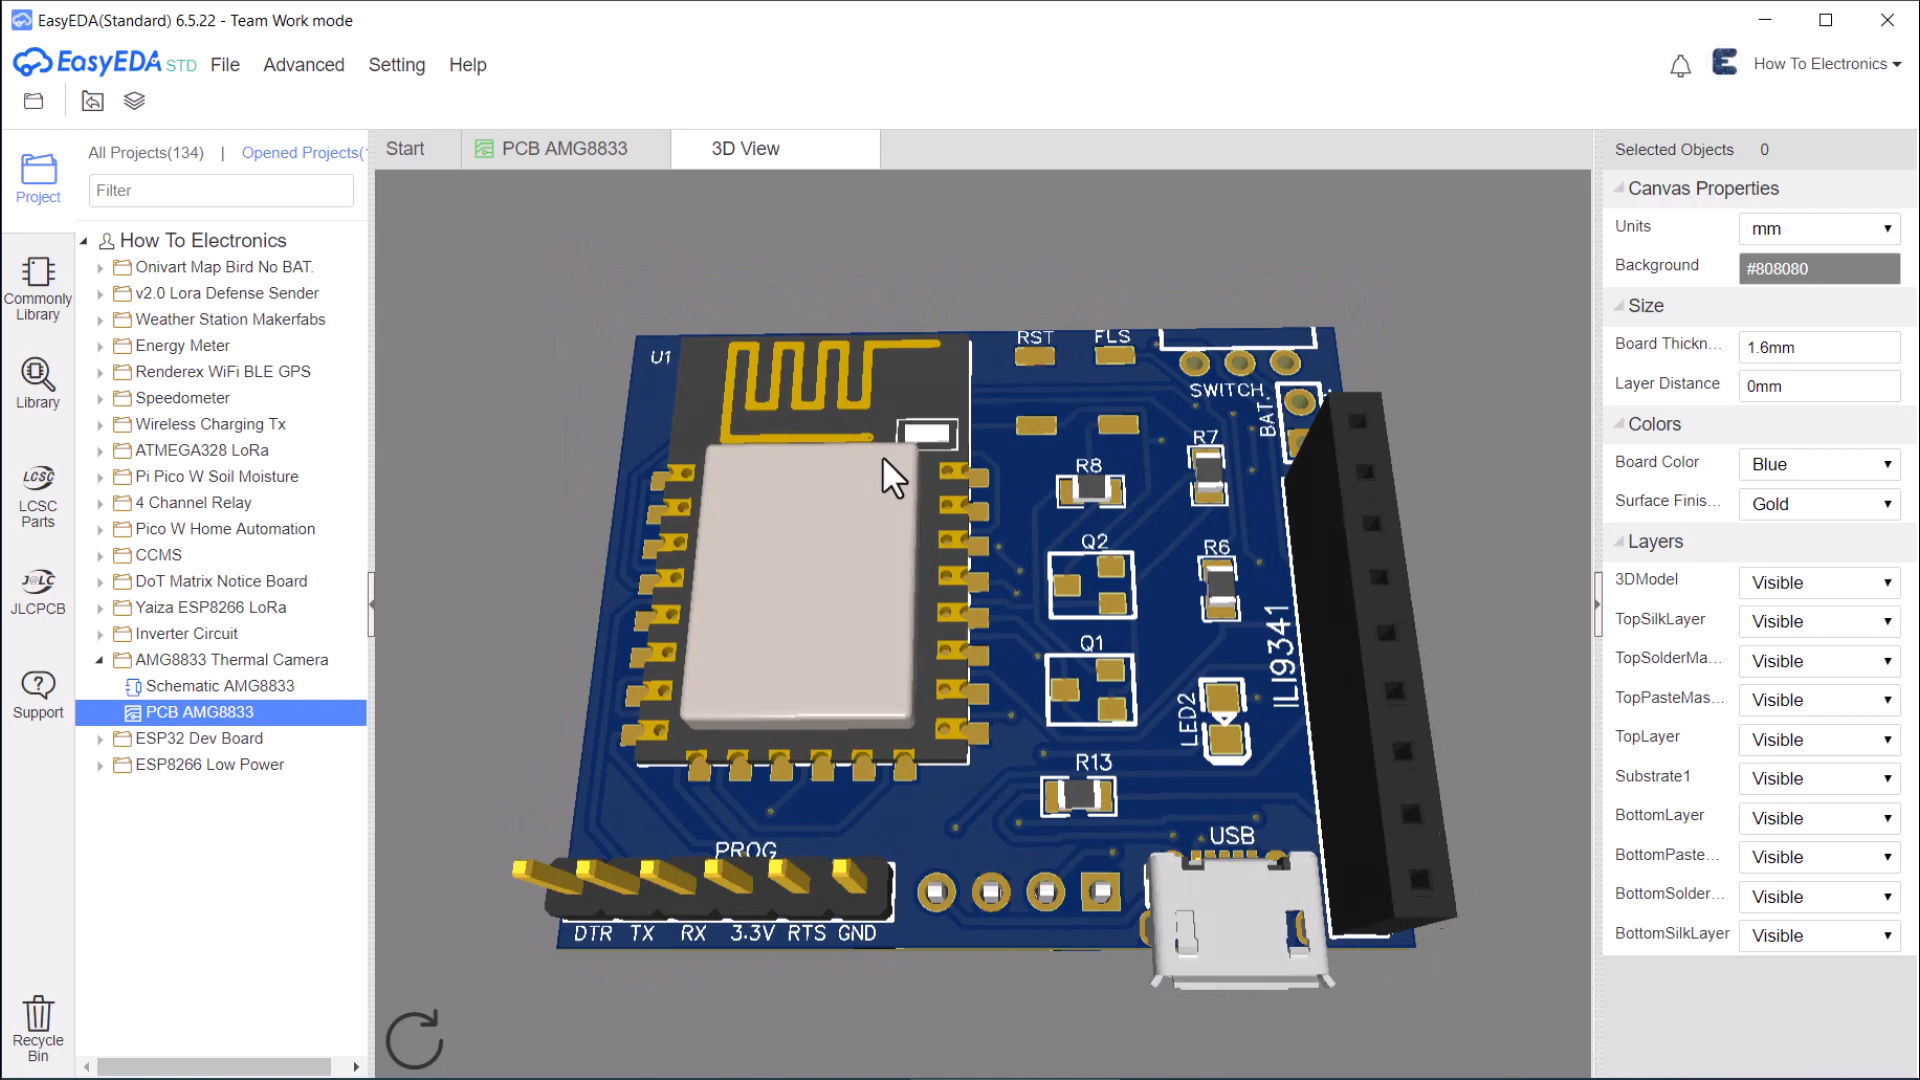 EasyEDA(Standard) 6.5.22 - Team Work mode
EasyEDA STD File Advanced Setting Help
How To Electronics
All Projects(134) | Opened Projects(
Filter
Start
PCB AMG8833
3D View
Project
Commonly
Library
Library
LCSC
LCSC
Parts
J@LC
JLCPCB
Support
Recycle
Bin
How To Electronics
Onivart Map Bird No BAT.
v2.0 Lora Defense Sender
Weather Station Makerfabs
Energy Meter
Renderex WiFi BLE GPS
Speedometer
Wireless Charging Tx
ATMEGA328 LoRa
Pi Pico W Soil Moisture
4 Channel Relay
Pico W Home Automation
CCMS
DoT Matrix Notice Board
Yaiza ESP8266 LoRa
Inverter Circuit
AMG8833 Thermal Camera
Schematic AMG8833
PCB AMG8833
ESP32 Dev Board
ESP8266 Low Power
U1
RST
FLS
SWITCH
BAT.
R7
R8
Q2
R6
ILI9341
Q1
LED2
R13
USB
PROG
DTR TX RX 3.3V RTS GND
Selected Objects 0
Canvas Properties
Units mm
Background #808080
Size
Board Thickn... 1.6mm
Layer Distance 0mm
Colors
Board Color Blue
Surface Finis... Gold
Layers
3DModel Visible
TopSilkLayer Visible
TopSolderMa... Visible
TopPasteMas... Visible
TopLayer Visible
Substrate1 Visible
BottomLayer Visible
BottomPaste... Visible
BottomSolder... Visible
BottomSilkLayer Visible